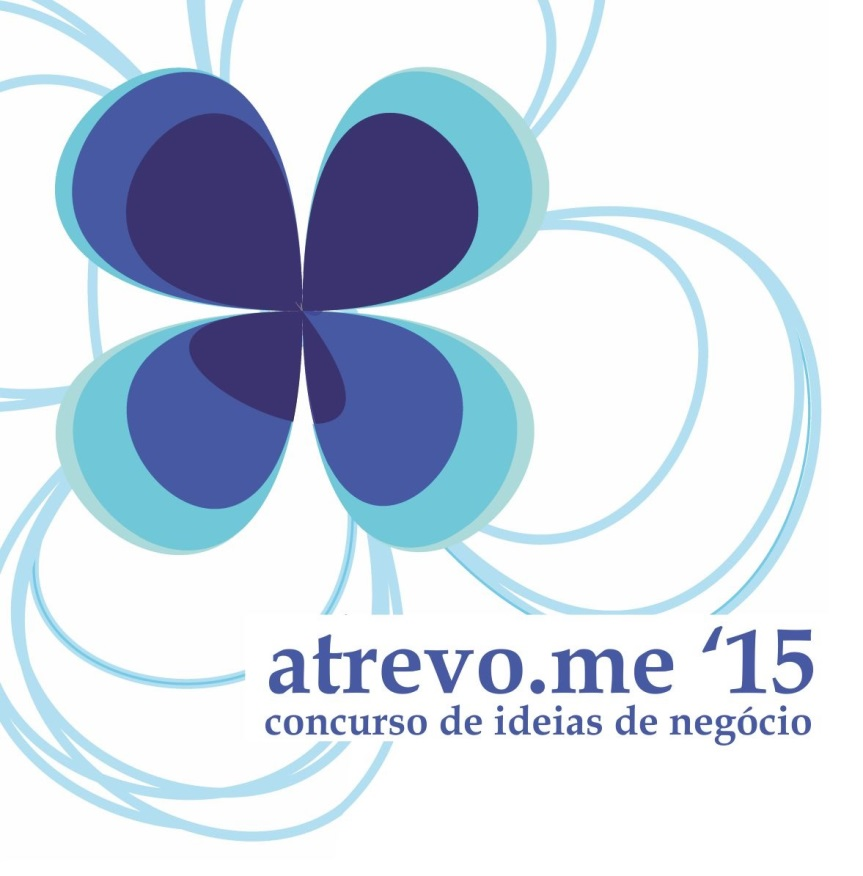 atrevo.me ‘15
concurso de ideias de negócio